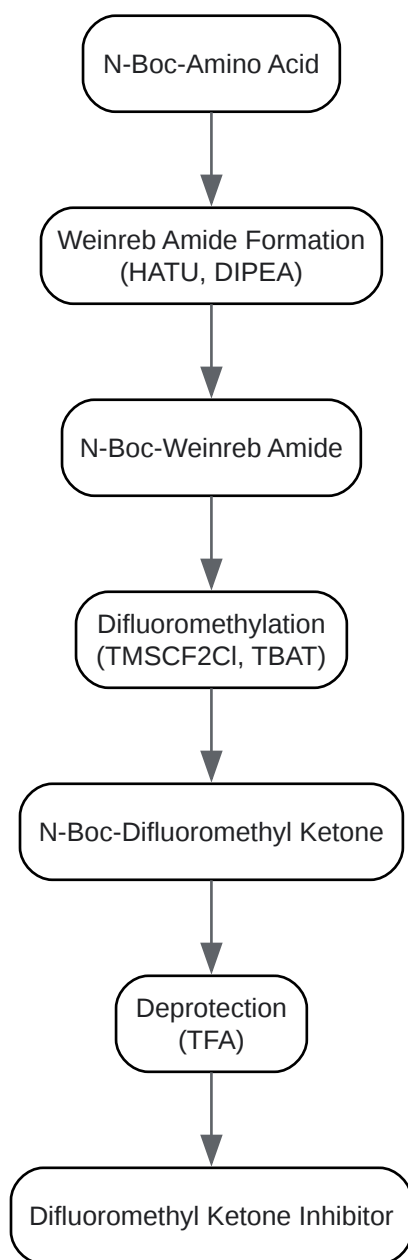 N-Boc-Amino Acid
Weinreb Amide Formation
(HATU, DIPEA)
N-Boc-Weinreb Amide
Difluoromethylation
(TMSCF2Cl, TBAT)
N-Boc-Difluoromethyl Ketone
Deprotection
(TFA)
Difluoromethyl Ketone Inhibitor